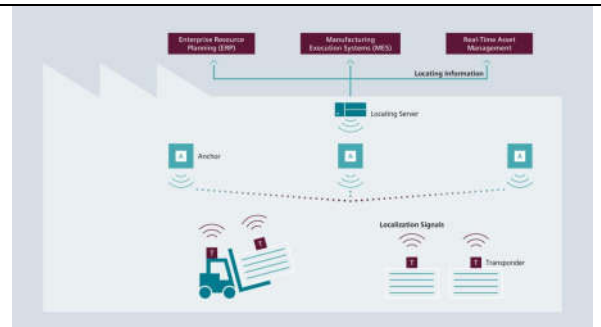 Enterprise Resource
Planning (ERP)
Manufacturing
Execution Systems (MES)
Real-Time Asset
Management
Locating Information
Locating Server
A
Anchor
A
A
Localization Signals
T
T
T
T
Transponder